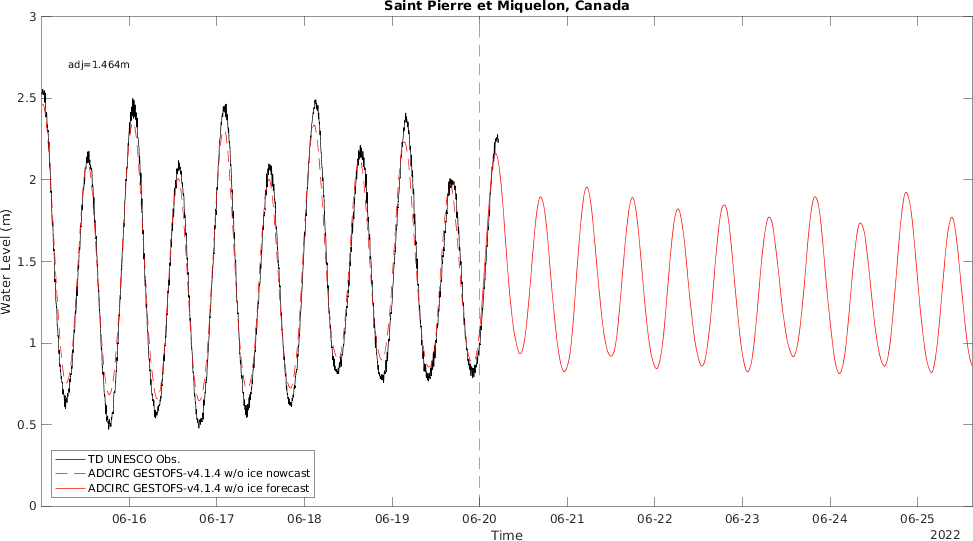 Saint Pierre et Miquelon, Canada
adj=1.464m
Water Level (m)
3
2.5
2
1.5
1
0.5
0
TD UNESCO Obs.
ADCIRC GESTOFS-v4.1.4 w/o ice nowcast
ADCIRC GESTOFS-v4.1.4 w/o ice forecast
06-16 06-17 06-18 06-19 06-20 06-21 06-22 06-23 06-24 06-25
Time
2022